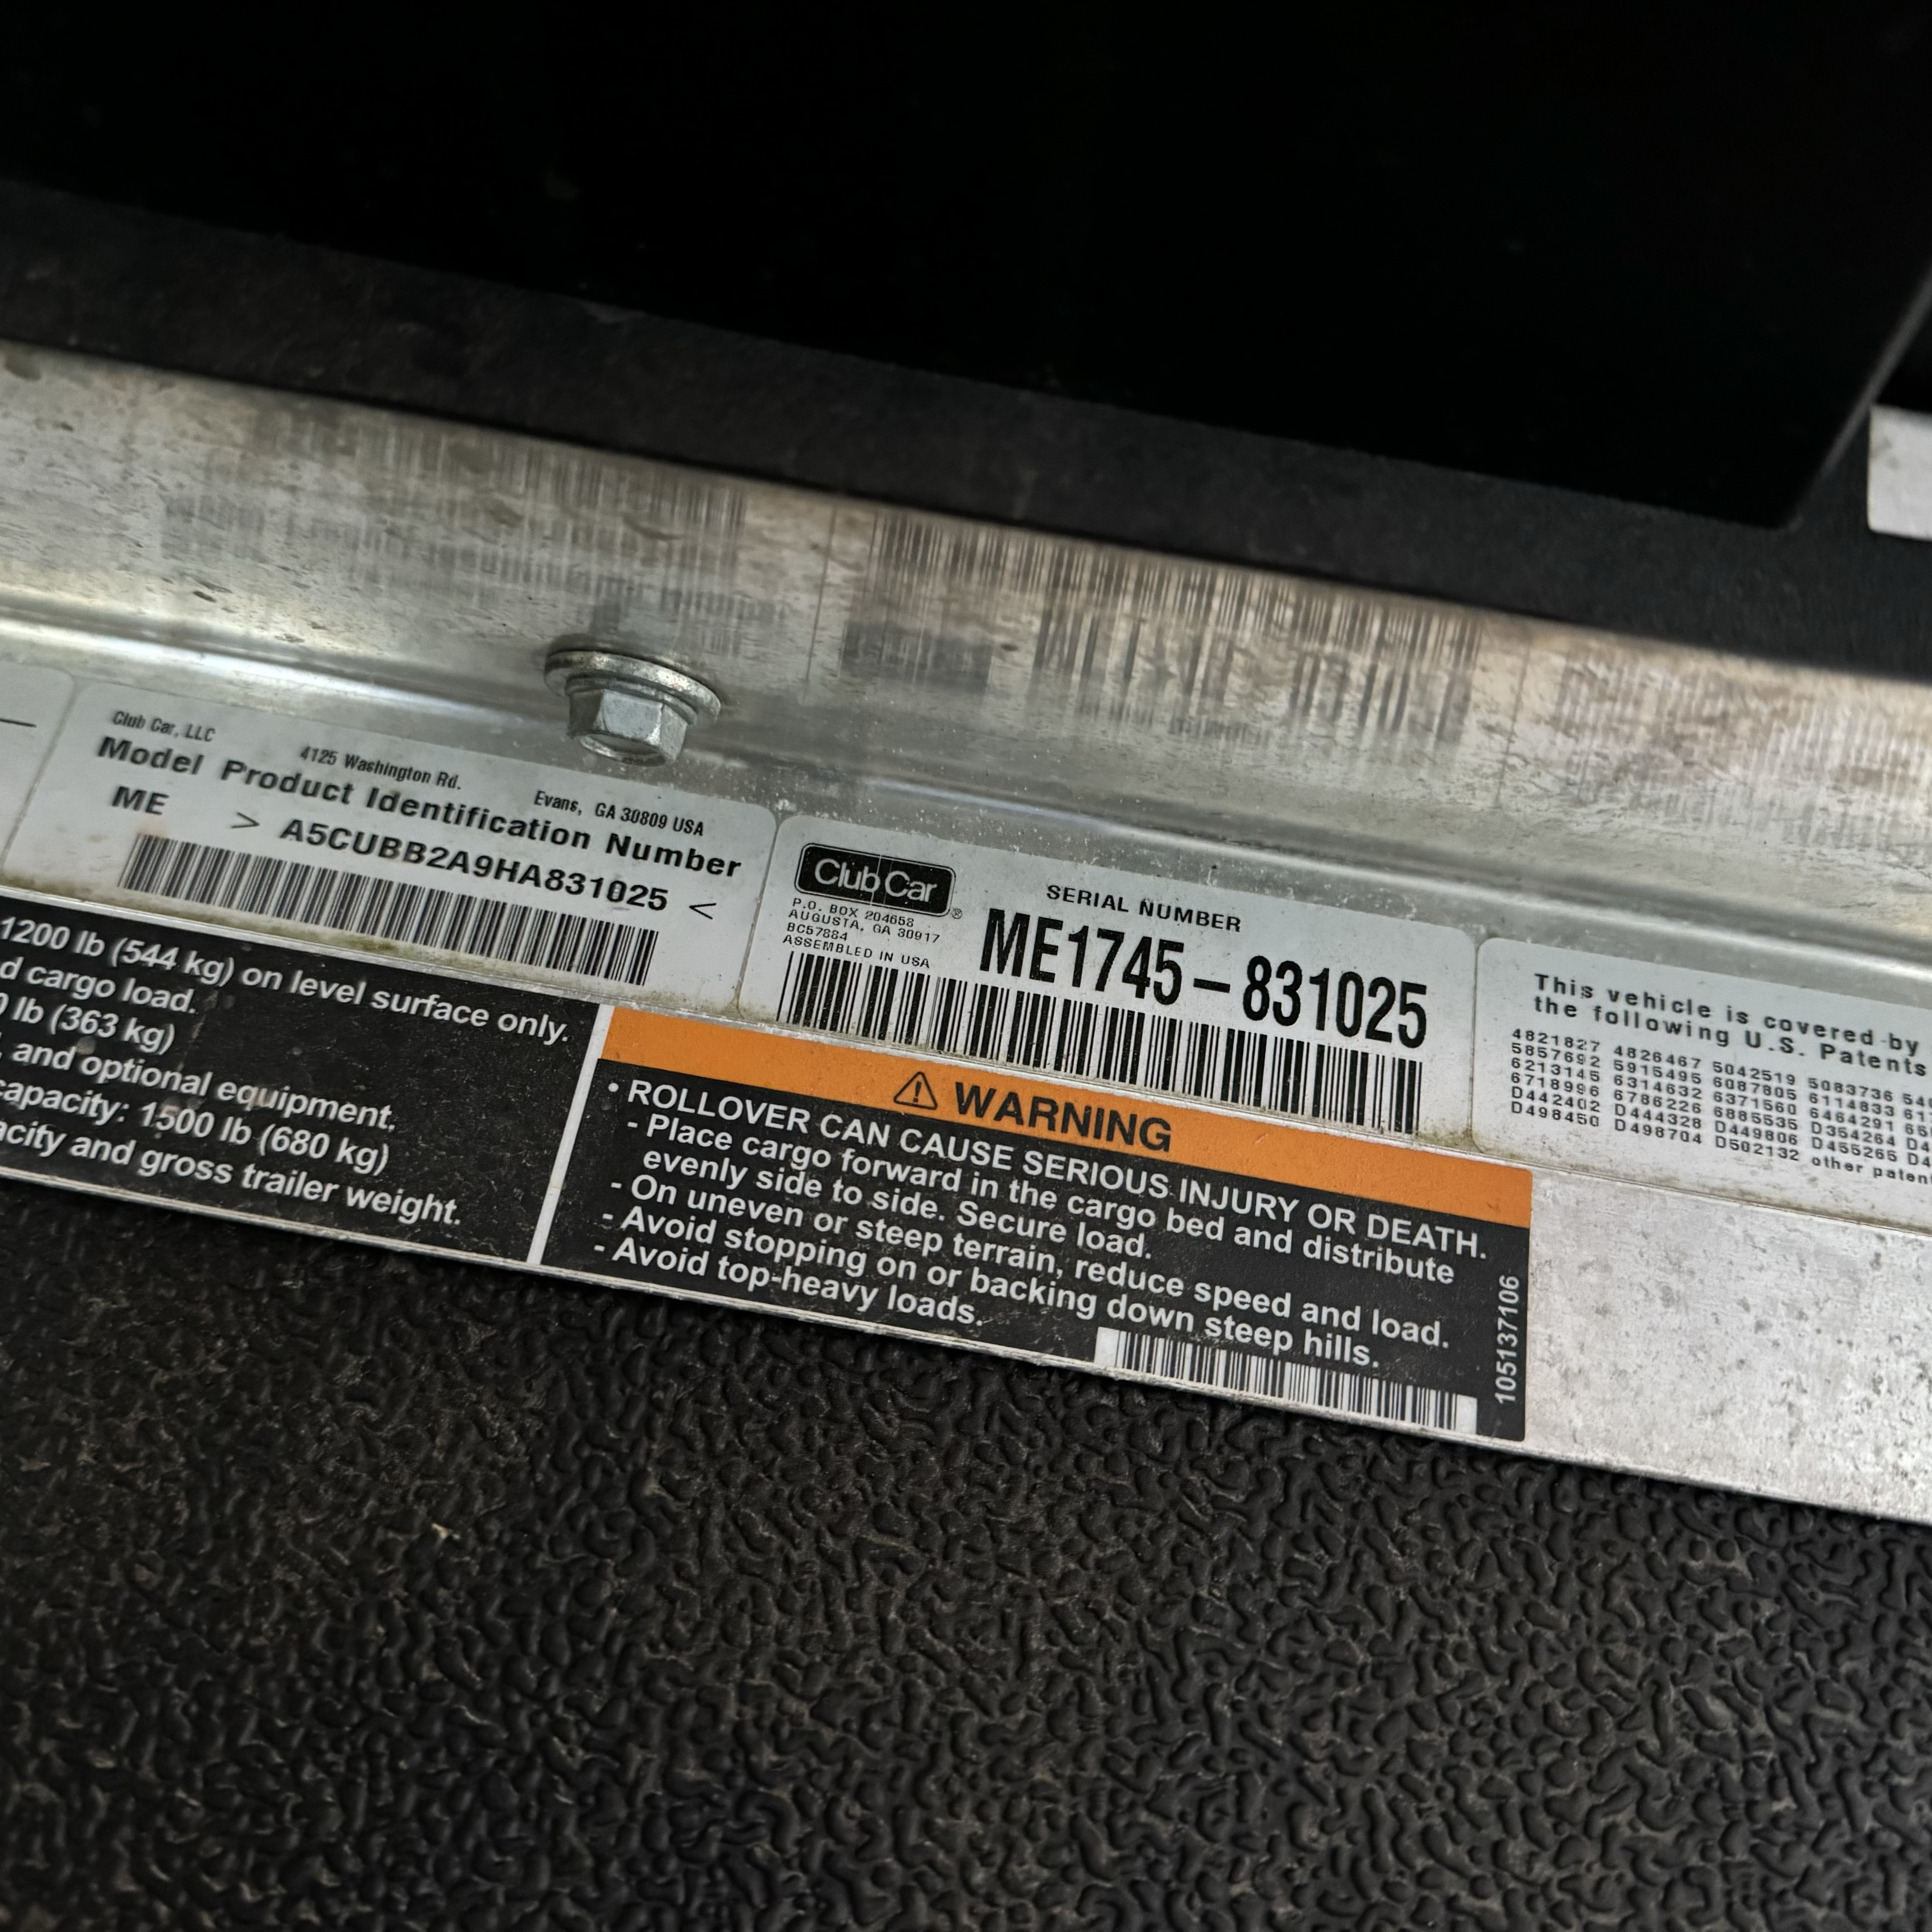 Club Car, LLC 4125 Washington Rd. Evans, GA 30809 USA
Model Product Identification Number
ME > A5CUBB2A9HA831025 <
Club Car ®
P.O. BOX 204658
AUGUSTA, GA 30917
BC57884
ASSEMBLED IN USA
SERIAL NUMBER
ME1745-831025
This vehicle is covered by
the following U.S. Patents
4821827 4826467 5042519 5083736
5857692 5915495 6087805 6114833
6213145 6314632 6371560 6464291
6718996 6786226 6885535 D354264
D442402 D444328 D449806 D455265
D498450 D498704 D502132 other
1200 lb (544 kg) on level surface only.
cargo load.
lb (363 kg)
and optional equipment.
capacity: 1500 lb (680 kg)
and gross trailer weight.
⚠ WARNING
• ROLLOVER CAN CAUSE SERIOUS INJURY OR DEATH.
- Place cargo forward in the cargo bed and distribute
evenly side to side. Secure load.
- On uneven or steep terrain, reduce speed and load.
- Avoid stopping on or backing down steep hills.
- Avoid top-heavy loads.
105137106